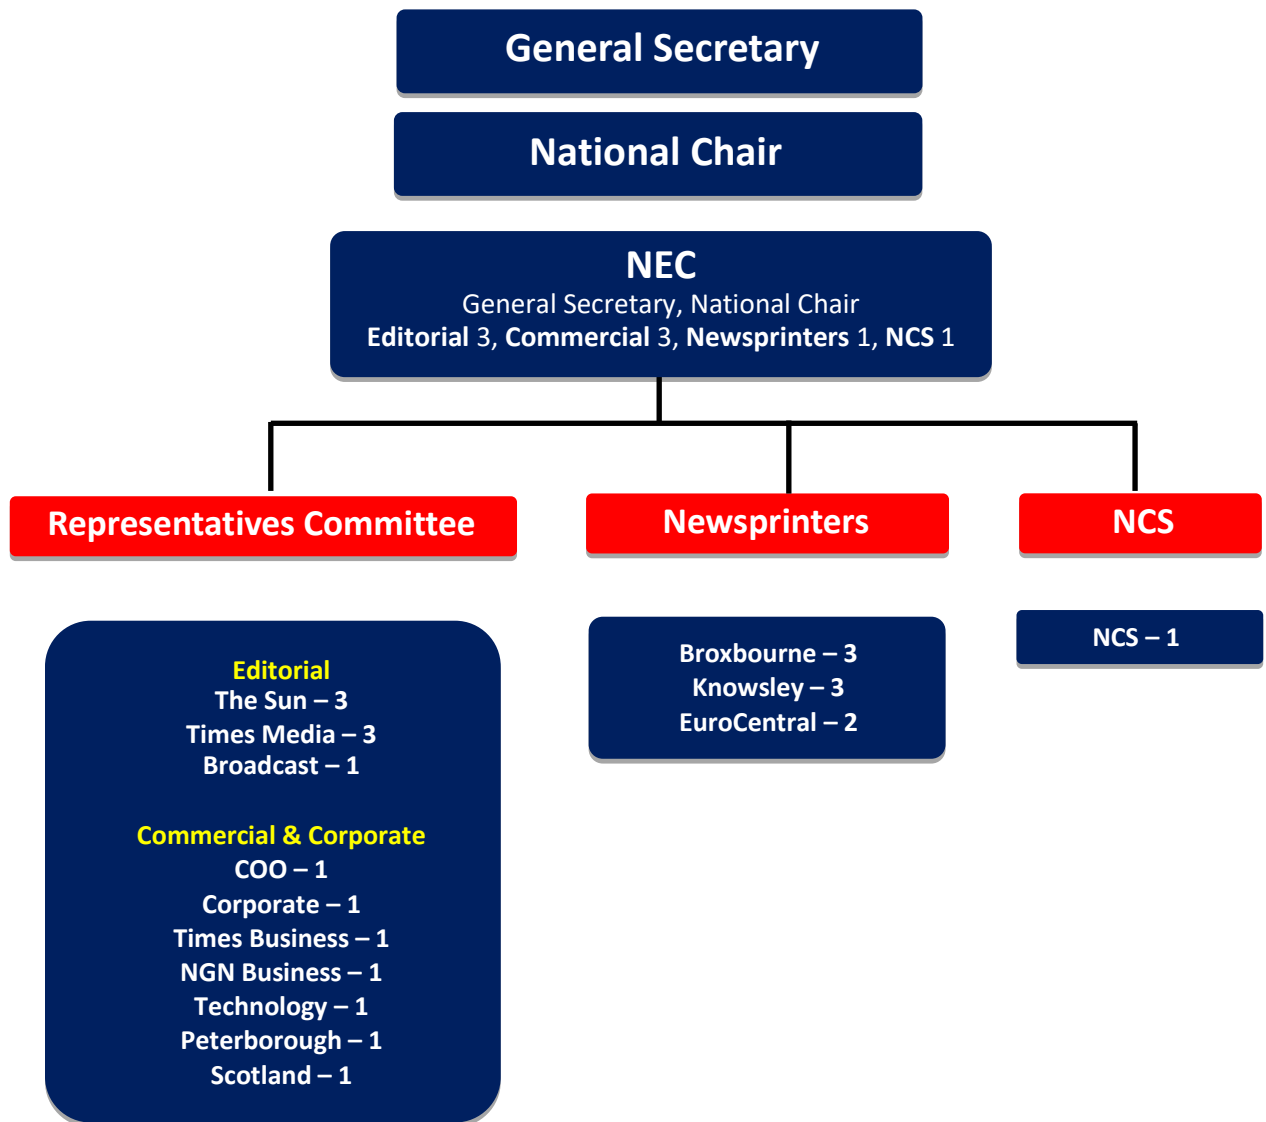 General Secretary
National Chair
NEC
General Secretary, National Chair
Editorial 3, Commercial 3, Newsprinters 1, NCS 1
Representatives Committee
Editorial
The Sun – 3
Times Media – 3
Broadcast – 1
Commercial & Corporate
COO – 1
Corporate – 1
Times Business – 1
NGN Business – 1
Technology – 1
Peterborough – 1
Scotland – 1
Newsprinters
Broxbourne – 3
Knowsley – 3
EuroCentral – 2
NCS
NCS – 1